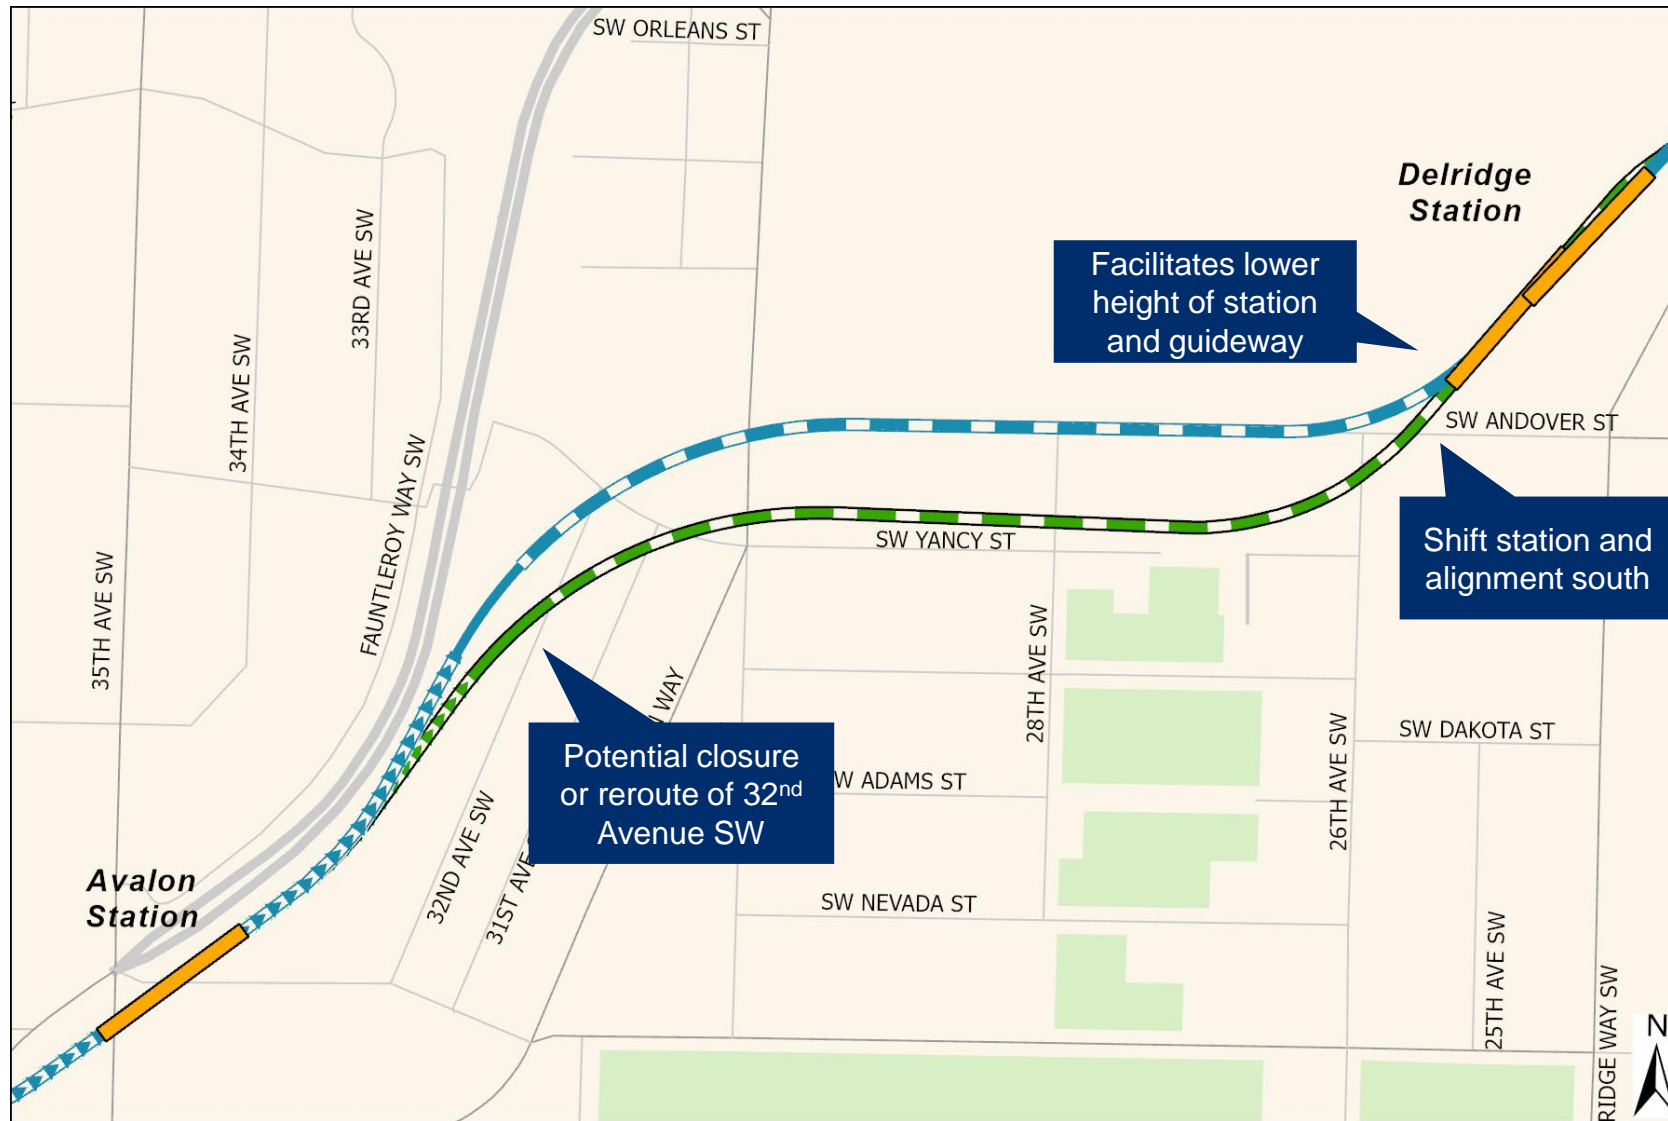 SW ORLEANS ST
Delridge
Station
Facilitates lower
height of station
and guideway
33RD AVE SW
34TH AVE SW
FAUNTLEROY WAY SW
35TH AVE SW
SW ANDOVER ST
SW YANCY ST
Shift station and
alignment south
28TH AVE SW
N WAY
Potential closure
or reroute of 32nd
Avenue SW
SW DAKOTA ST
26TH AVE SW
W ADAMS ST
32ND AVE SW
31ST AVE
Avalon
Station
SW NEVADA ST
25TH AVE SW
RIDGE WAY SW
N